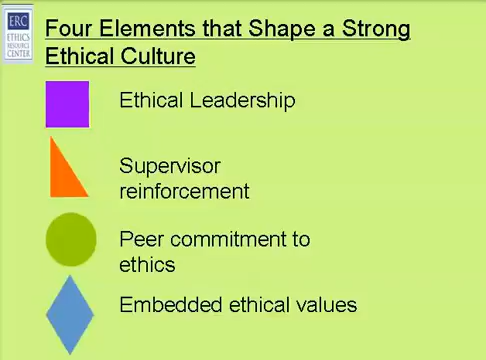 ERC
ETHICS
RESOURCE
CENTER
Four Elements that Shape a Strong
Ethical Culture
Ethical Leadership
Supervisor
reinforcement
Peer commitment to
ethics
Embedded ethical values